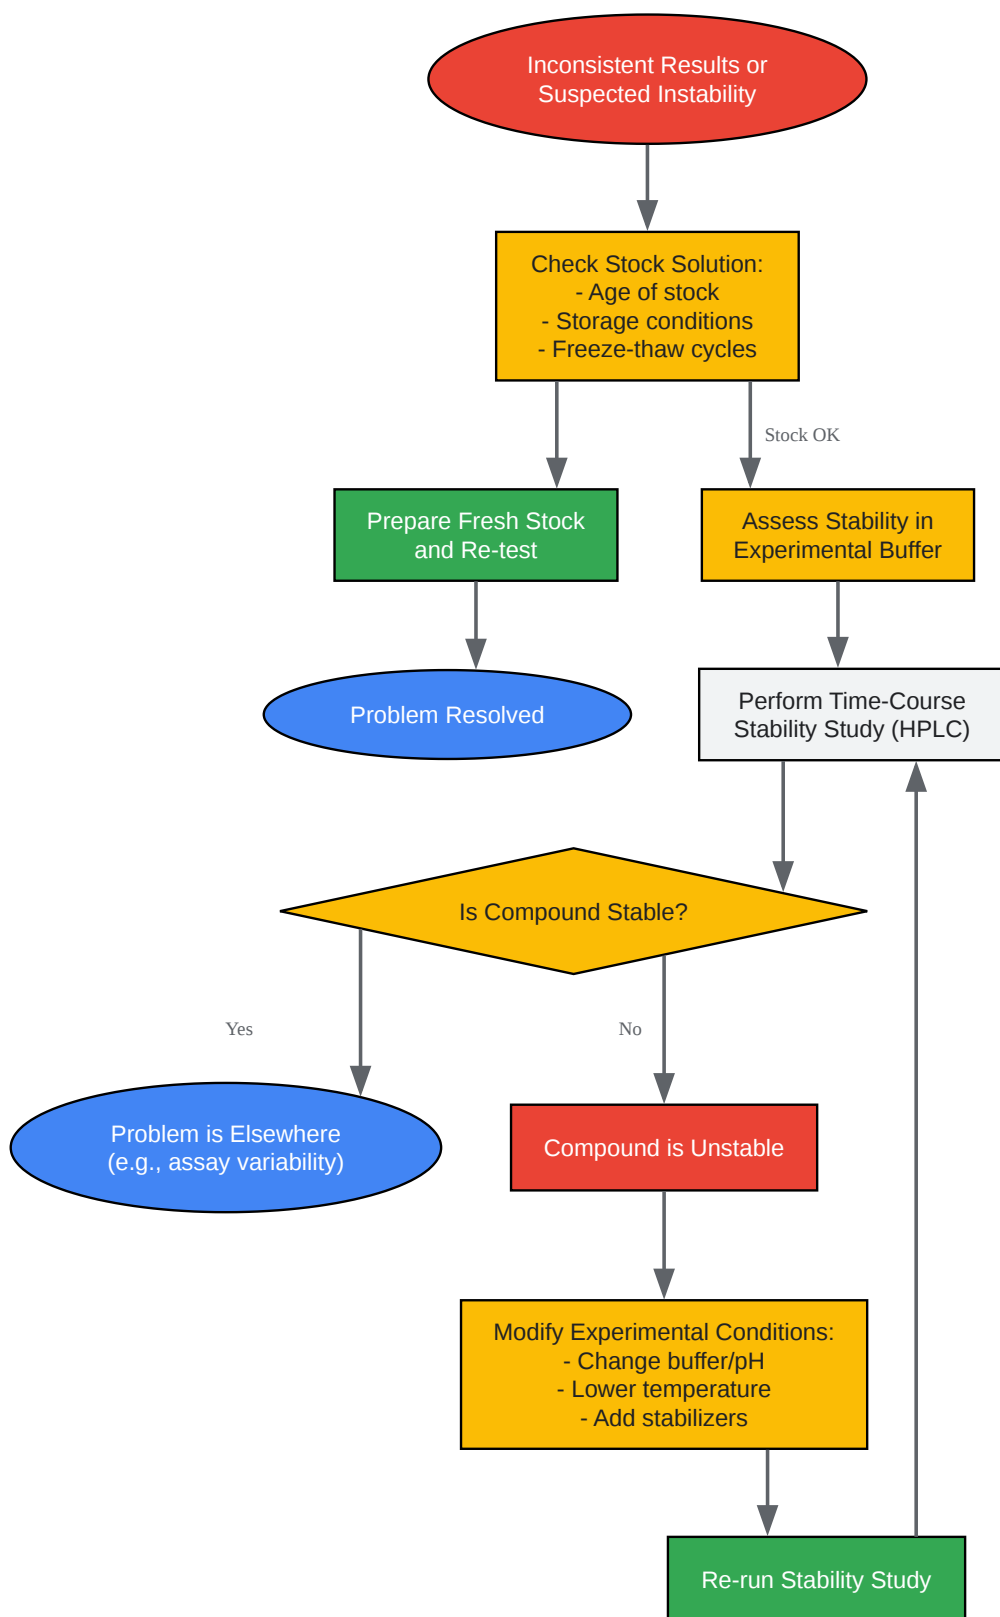 Inconsistent Results or
Suspected Instability
Check Stock Solution:
- Age of stock
- Storage conditions
- Freeze-thaw cycles
Stock OK
Prepare Fresh Stock
and Re-test
Assess Stability in
Experimental Buffer
Problem Resolved
Perform Time-Course
Stability Study (HPLC)
Is Compound Stable?
Yes
No
Problem is Elsewhere
(e.g., assay variability)
Compound is Unstable
Modify Experimental Conditions:
- Change buffer/pH
- Lower temperature
- Add stabilizers
Re-run Stability Study